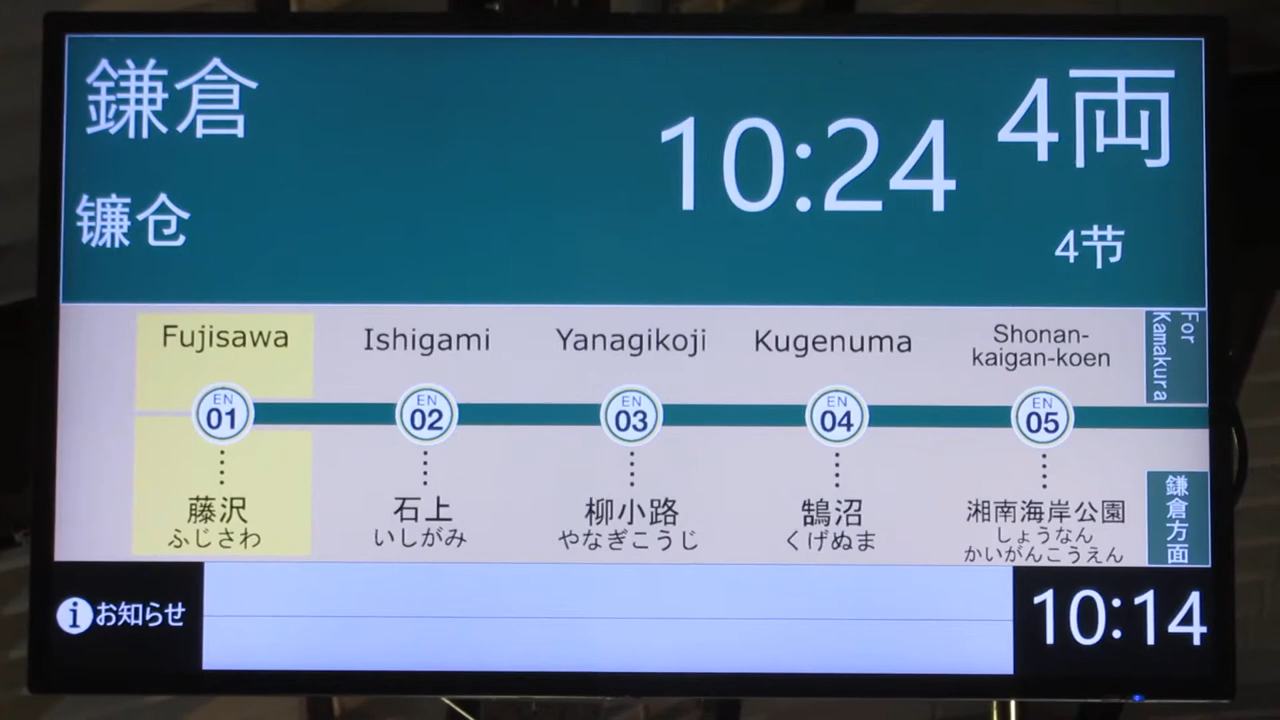 鎌倉
镰仓
10:24
4両
4节
Fujisawa
Ishigami
Yanagikoji
Kugenuma
Shonan-
kaigan-koen
For
Kamakura
EN
01
EN
02
EN
03
EN
04
EN
05
藤沢
ふじさわ
石上
いしがみ
柳小路
やなぎこうじ
鵠沼
くげぬま
湘南海岸公園
しょうなん
かいがんこうえん
鎌倉方面
i お知らせ
10:14